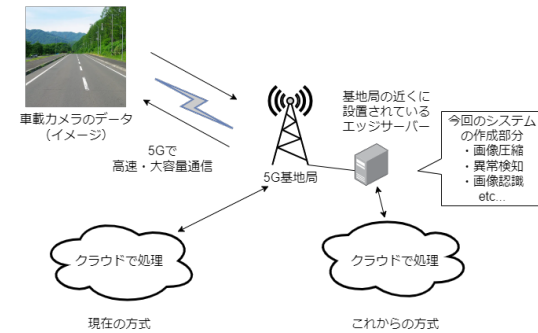 車載カメラのデータ
（イメージ）
5Gで
高速・大容量通信
5G基地局
基地局の近くに
設置されている
エッジサーバー
今回のシステム
の作成部分
・画像圧縮
・異常検知
・画像認識
etc...
クラウドで処理
クラウドで処理
現在の方式
これからの方式